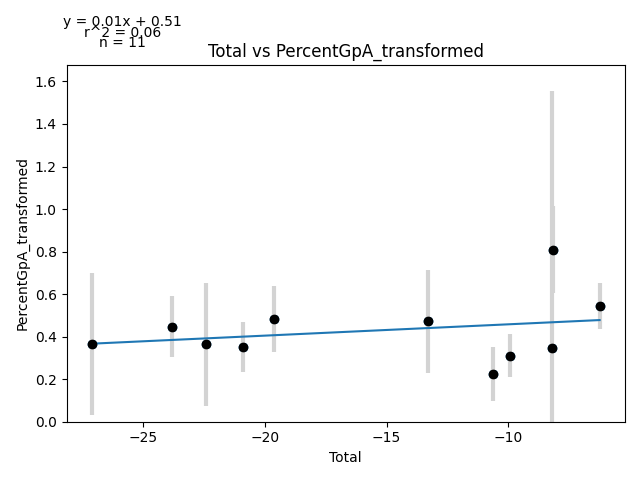 y = 0.01x + 0.51
r^2 = 0.06
n = 11
Total vs PercentGpA_transformed
PercentGpA_transformed
1.6
1.4
1.2
1.0
0.8
0.6
0.4
0.2
0.0
−25
−20
−15
−10
Total